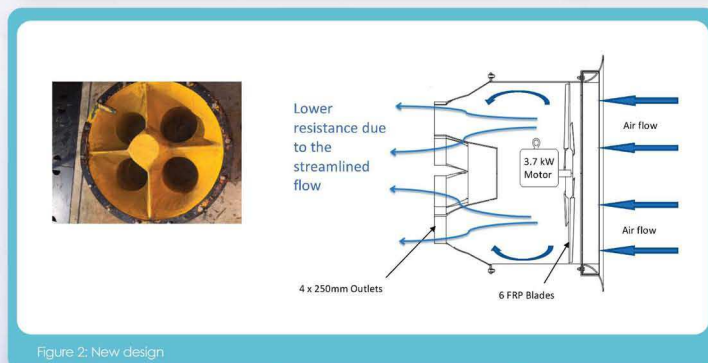 Lower
resistance due
to the
streamlined
flow
3.7 kW
Motor
Air flow
Air flow
4 x 250mm Outlets
6 FRP Blades
Figure 2: New design